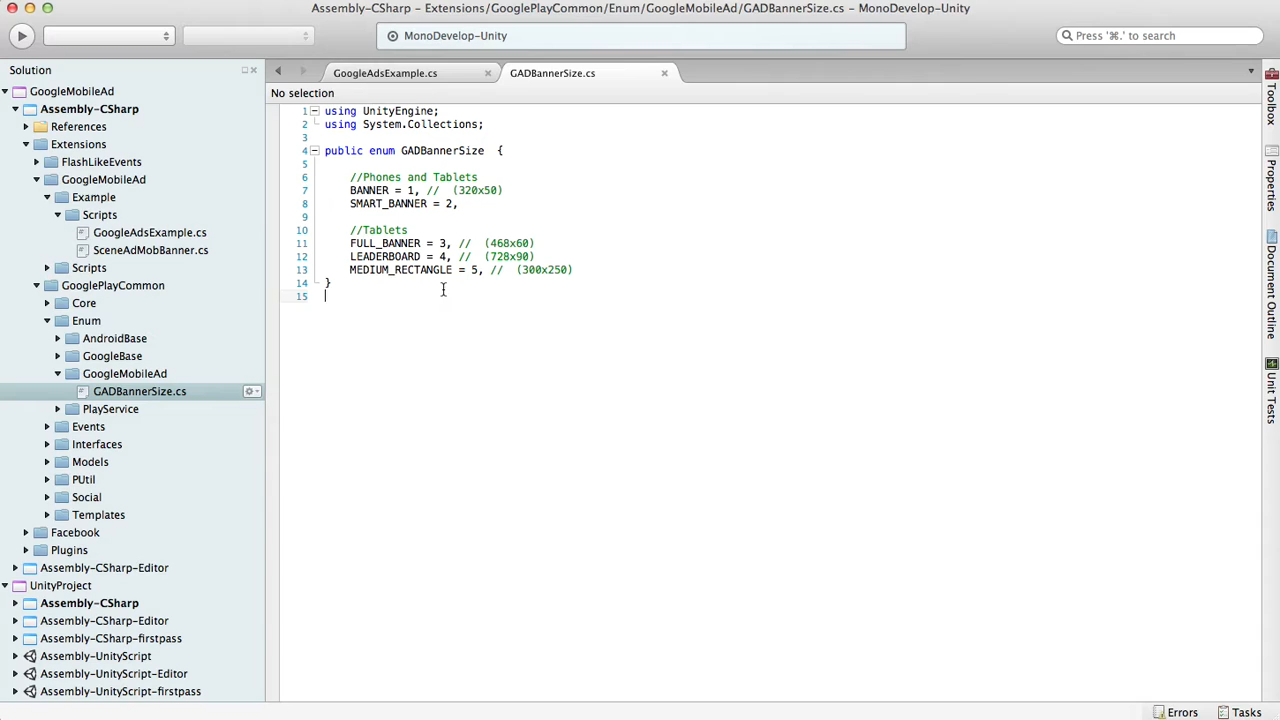 Assembly-CSharp - Extensions/GooglePlayCommon/Enum/GoogleMobileAd/GADBannerSize.cs - MonoDevelop-Unity
MonoDevelop-Unity
Press '⌘.' to search
Solution
GoogleMobileAd
Assembly-CSharp
References
Extensions
FlashLikeEvents
GoogleMobileAd
Example
Scripts
GoogleAdsExample.cs
SceneAdMobBanner.cs
Scripts
GooglePlayCommon
Core
Enum
AndroidBase
GoogleBase
GoogleMobileAd
GADBannerSize.cs
PlayService
Events
Interfaces
Models
PUtil
Social
Templates
Facebook
Plugins
Assembly-CSharp-Editor
UnityProject
Assembly-CSharp
Assembly-CSharp-Editor
Assembly-CSharp-firstpass
Assembly-UnityScript
Assembly-UnityScript-Editor
Assembly-UnityScript-firstpass
GoogleAdsExample.cs
GADBannerSize.cs
No selection
1 using UnityEngine;
2 using System.Collections;
3
4 public enum GADBannerSize  {
5
6 //Phones and Tablets
7 BANNER = 1, //  (320x50)
8 SMART_BANNER = 2,
9
10 //Tablets
11 FULL_BANNER = 3, //  (468x60)
12 LEADERBOARD = 4, //  (728x90)
13 MEDIUM_RECTANGLE = 5, //  (300x250)
14 }
15
Toolbox
Properties
Document Outline
Unit Tests
Errors
Tasks